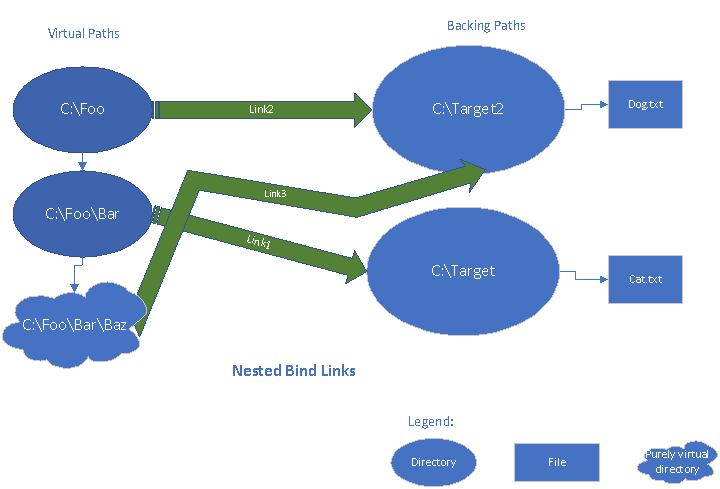 Virtual Paths
Backing Paths
C:\Foo
Link2
C:\Target2
Dog.txt
Link3
C:\Foo\Bar
Link1
C:\Target
Cat.txt
C:\Foo\Bar\Baz
Nested Bind Links
Legend:
Directory
File
Purely virtual
directory